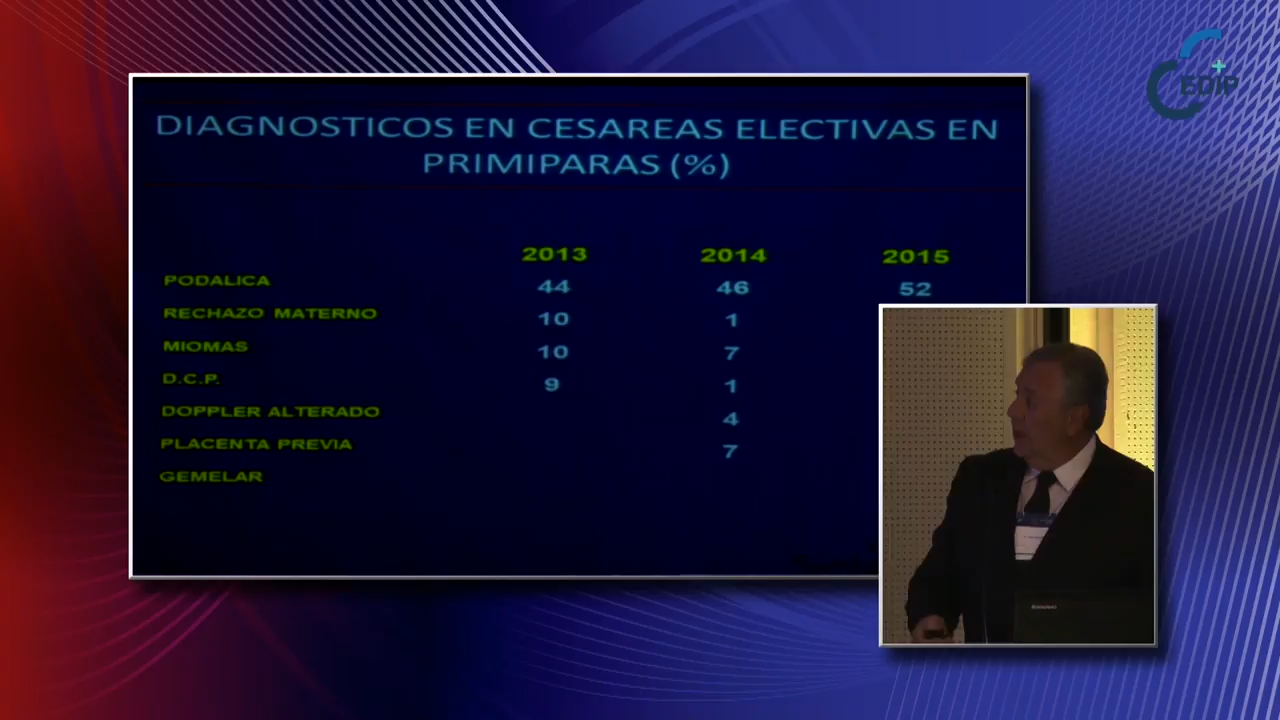 DIAGNOSTICOS EN CESAREAS ELECTIVAS EN
PRIMIPARAS (%)
2013 2014 2015
PODALICA 44 46 52
RECHAZO MATERNO 10 1
MIOMAS 10 7
D.C.P. 9 1
DOPPLER ALTERADO 4
PLACENTA PREVIA 7
GEMELAR
CEDIP